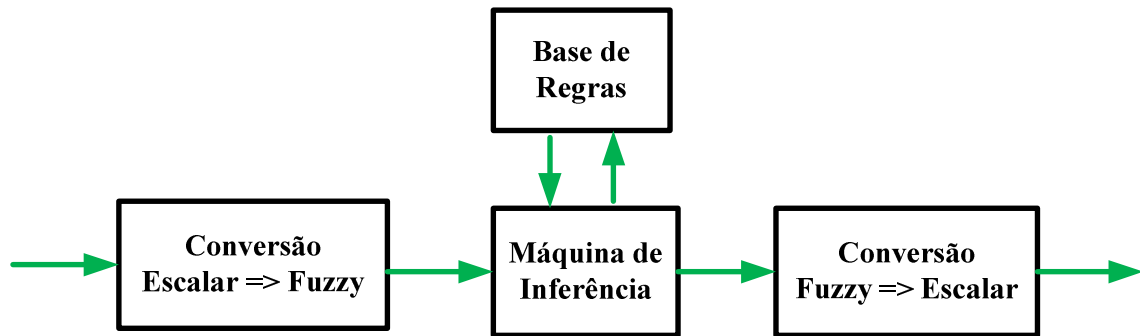 Base de
Regras
Conversão
Escalar => Fuzzy
Máquina de
Inferência
Conversão
Fuzzy => Escalar